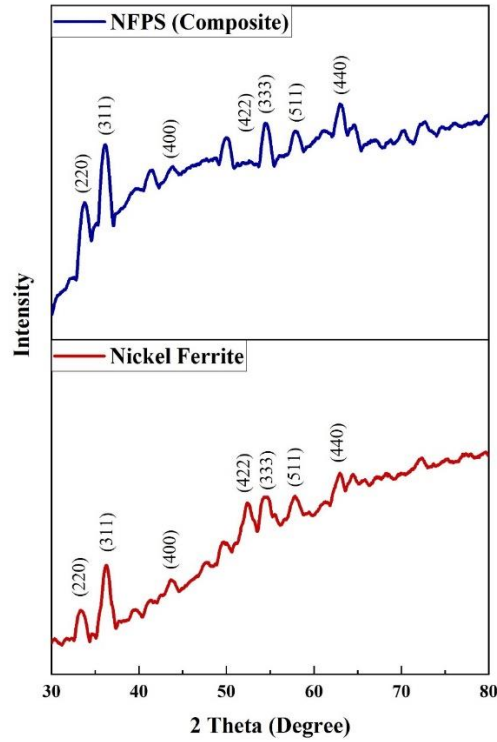 NFPS (Composite)
(220)
(311)
(400)
(422)
(333)
(511)
(440)
Nickel Ferrite
(220)
(311)
(400)
(422)
(333)
(511)
(440)
Intensity
30 40 50 60 70 80
2 Theta (Degree)